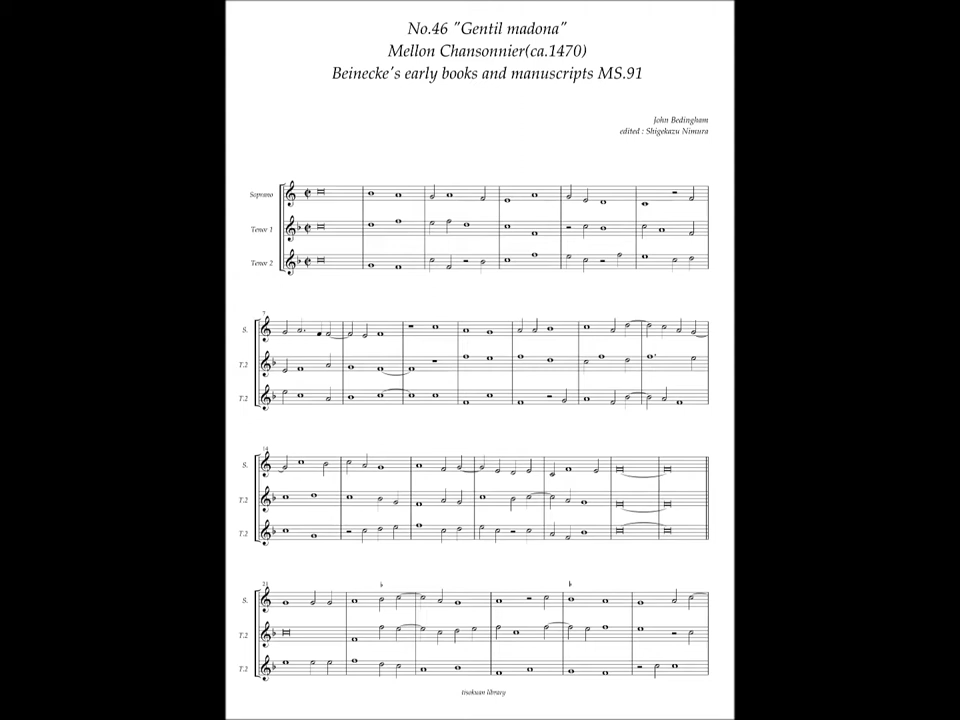 No.46 "Gentil madona"
Mellon Chansonnier(ca.1470)
Beinecke's early books and manuscripts MS.91
John Bedingham
edited : Shigekazu Nimura
Soprano
Tenor 1
Tenor 2
7
S.
T.2
T.2
14
S.
T.2
T.2
21
S.
T.2
T.2
tisokuan library